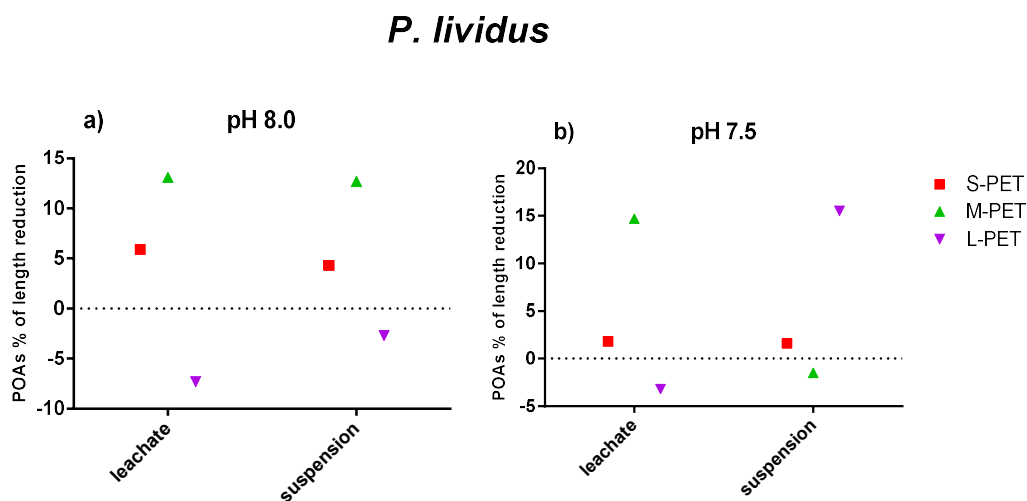 P. lividus
a) pH 8.0
POAs % of length reduction
15
10
5
0
-5
-10
leachate
suspension
b) pH 7.5
POAs % of length reduction
20
15
10
5
0
-5
leachate
suspension
S-PET
M-PET
L-PET